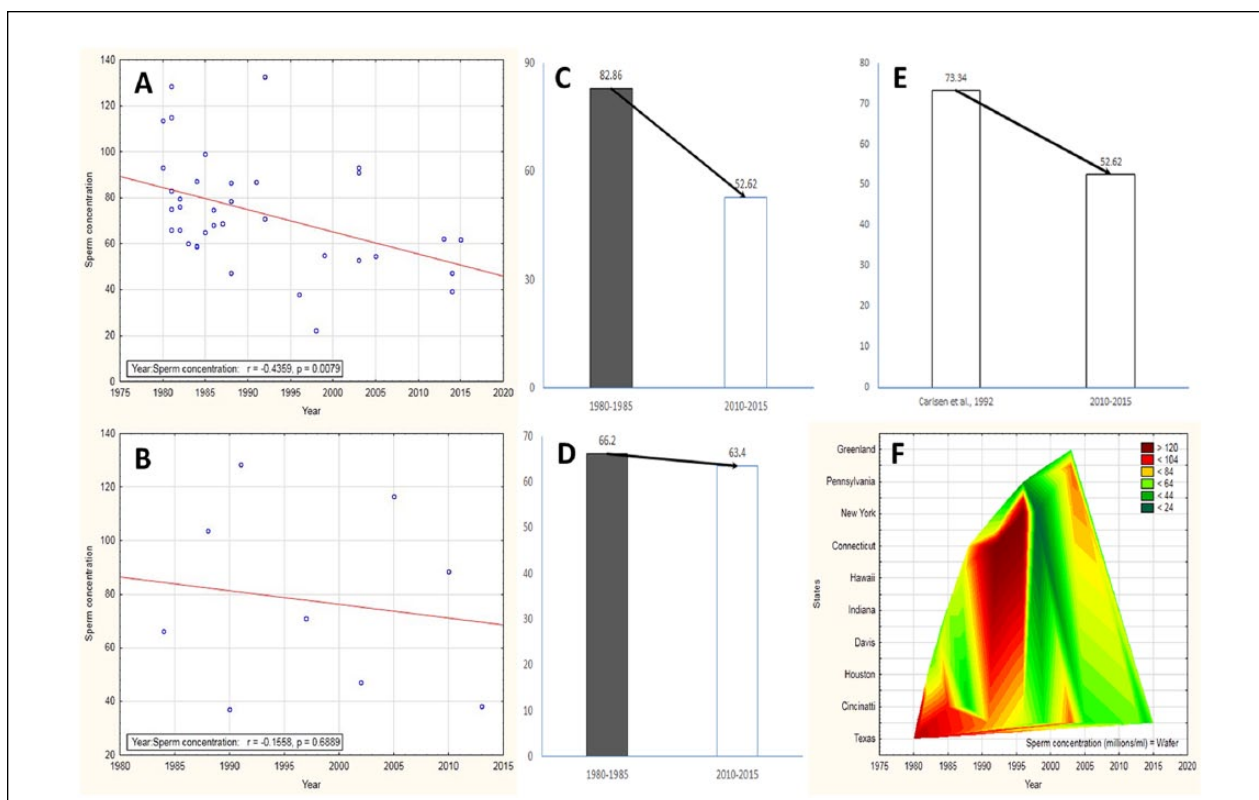 A
Sperm concentration
140
120
100
80
60
40
20
0
Year:Sperm concentration: r = -0.4359, p = 0.0079
1975 1980 1985 1990 1995 2000 2005 2010 2015 2020
Year
C
90
60
30
0
82.86
52.62
1980-1985 2010-2015
E
80
70
60
50
40
30
20
10
0
73.34
52.62
Carlsen et al., 1992 2010-2015
B
Sperm concentration
140
120
100
80
60
40
20
Year:Sperm concentration: r = -0.1558, p = 0.6889
1980 1985 1990 1995 2000 2005 2010 2015
Year
D
70
60
50
40
30
20
10
0
66.2
63.4
1980-1985 2010-2015
F
States
Greenland
Pennsylvania
New York
Connecticut
Hawaii
Indiana
Davis
Houston
Cincinatti
Texas
> 120
< 104
< 84
< 64
< 44
< 24
Sperm concentration (millions/ml) = Wafer
1975 1980 1985 1990 1995 2000 2005 2010 2015 2020
Year